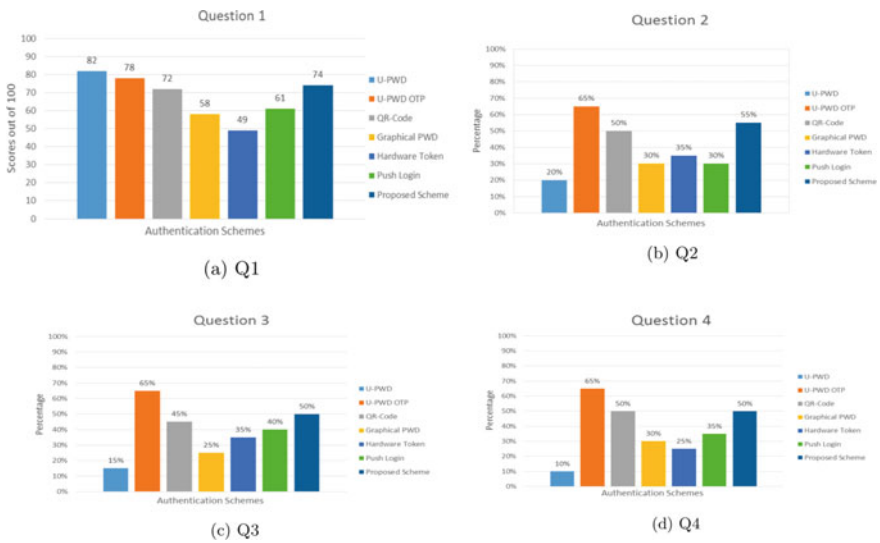 Question 1
100
90
80
70
60
50
40
30
20
10
0
Scores out of 100
82
78
72
58
49
61
74
Authentication Schemes
U-PWD
U-PWD OTP
QR-Code
Graphical PWD
Hardware Token
Push Login
Proposed Scheme
(a) Q1
Question 2
100%
90%
80%
70%
60%
50%
40%
30%
20%
10%
0%
Percentage
20%
65%
50%
30%
35%
30%
55%
Authentication Schemes
U-PWD
U-PWD OTP
QR-Code
Graphical PWD
Hardware Token
Push Login
Proposed Scheme
(b) Q2
Question 3
100%
90%
80%
70%
60%
50%
40%
30%
20%
10%
0%
Percentage
15%
65%
45%
25%
35%
40%
50%
Authentication Schemes
U-PWD
U-PWD OTP
QR-Code
Graphical PWD
Hardware Token
Push Login
Proposed Scheme
(c) Q3
Question 4
100%
90%
80%
70%
60%
50%
40%
30%
20%
10%
0%
Percentage
10%
65%
50%
30%
25%
35%
50%
Authentication Schemes
U-PWD
U-PWD OTP
QR-Code
Graphical PWD
Hardware Token
Push Login
Proposed Scheme
(d) Q4